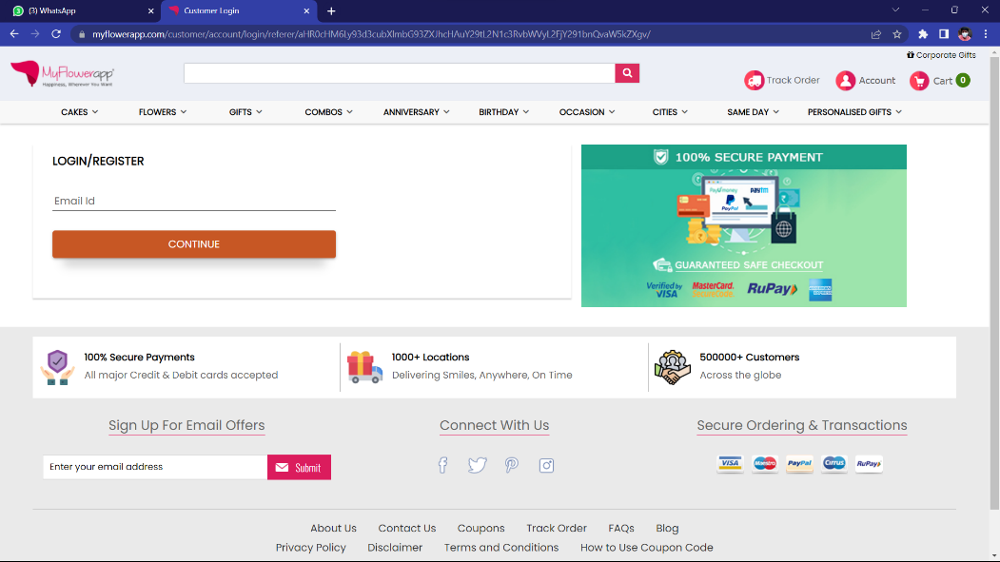 (3) WhatsApp
Customer Login
myflowerapp.com/customer/account/login/referer/
Corporate Gifts
MyFlowerapp
Happiness, Wherever You Want
Track Order
Account
Cart 0
CAKES
FLOWERS
GIFTS
COMBOS
ANNIVERSARY
BIRTHDAY
OCCASION
CITIES
SAME DAY
PERSONALISED GIFTS
LOGIN/REGISTER
Email Id
CONTINUE
100% SECURE PAYMENT
PayUmoney
paytm
PayPal
GUARANTEED SAFE CHECKOUT
Verified by VISA
MasterCard.
RuPay
100% Secure Payments
All major Credit & Debit cards accepted
1000+ Locations
Delivering Smiles, Anywhere, On Time
500000+ Customers
Across the globe
Sign Up For Email Offers
Enter your email address
Submit
Connect With Us
Secure Ordering & Transactions
VISA
Maestro
PayPal
Cirrus
RuPay
About Us
Contact Us
Coupons
Track Order
FAQs
Blog
Privacy Policy
Disclaimer
Terms and Conditions
How to Use Coupon Code